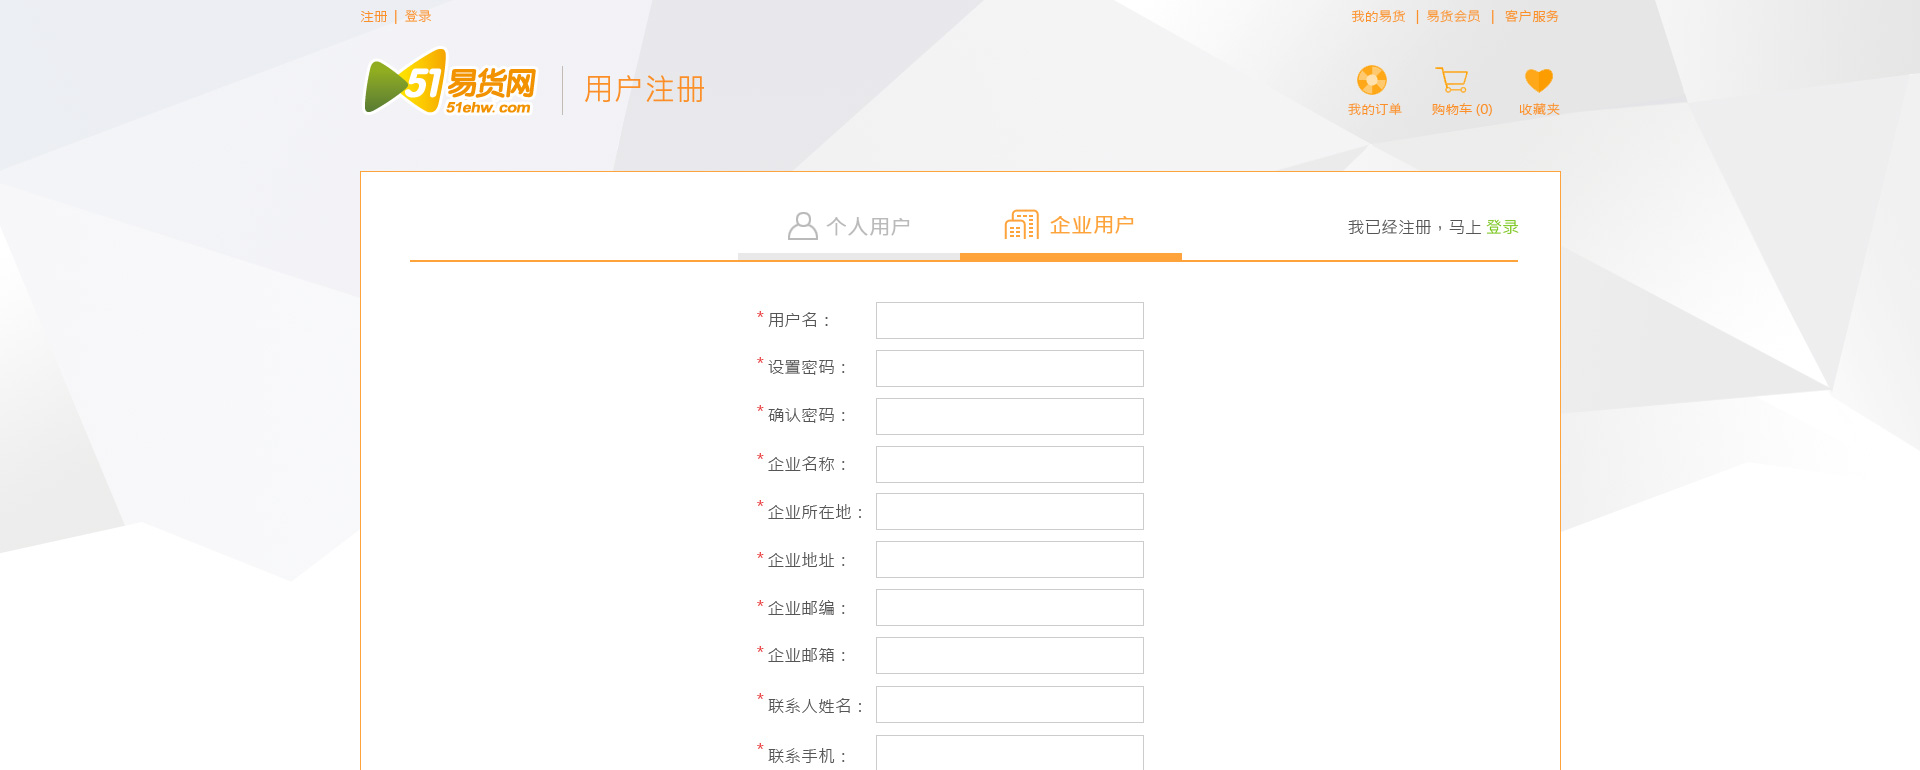 注册 | 登录
我的易货 | 易货会员 | 客户服务
51易货网
51ehw.com
用户注册
我的订单 购物车 (0) 收藏夹
个人用户 企业用户 我已经注册，马上 登录
* 用户名：
* 设置密码：
* 确认密码：
* 企业名称：
* 企业所在地：
* 企业地址：
* 企业邮编：
* 企业邮箱：
* 联系人姓名：
* 联系手机：